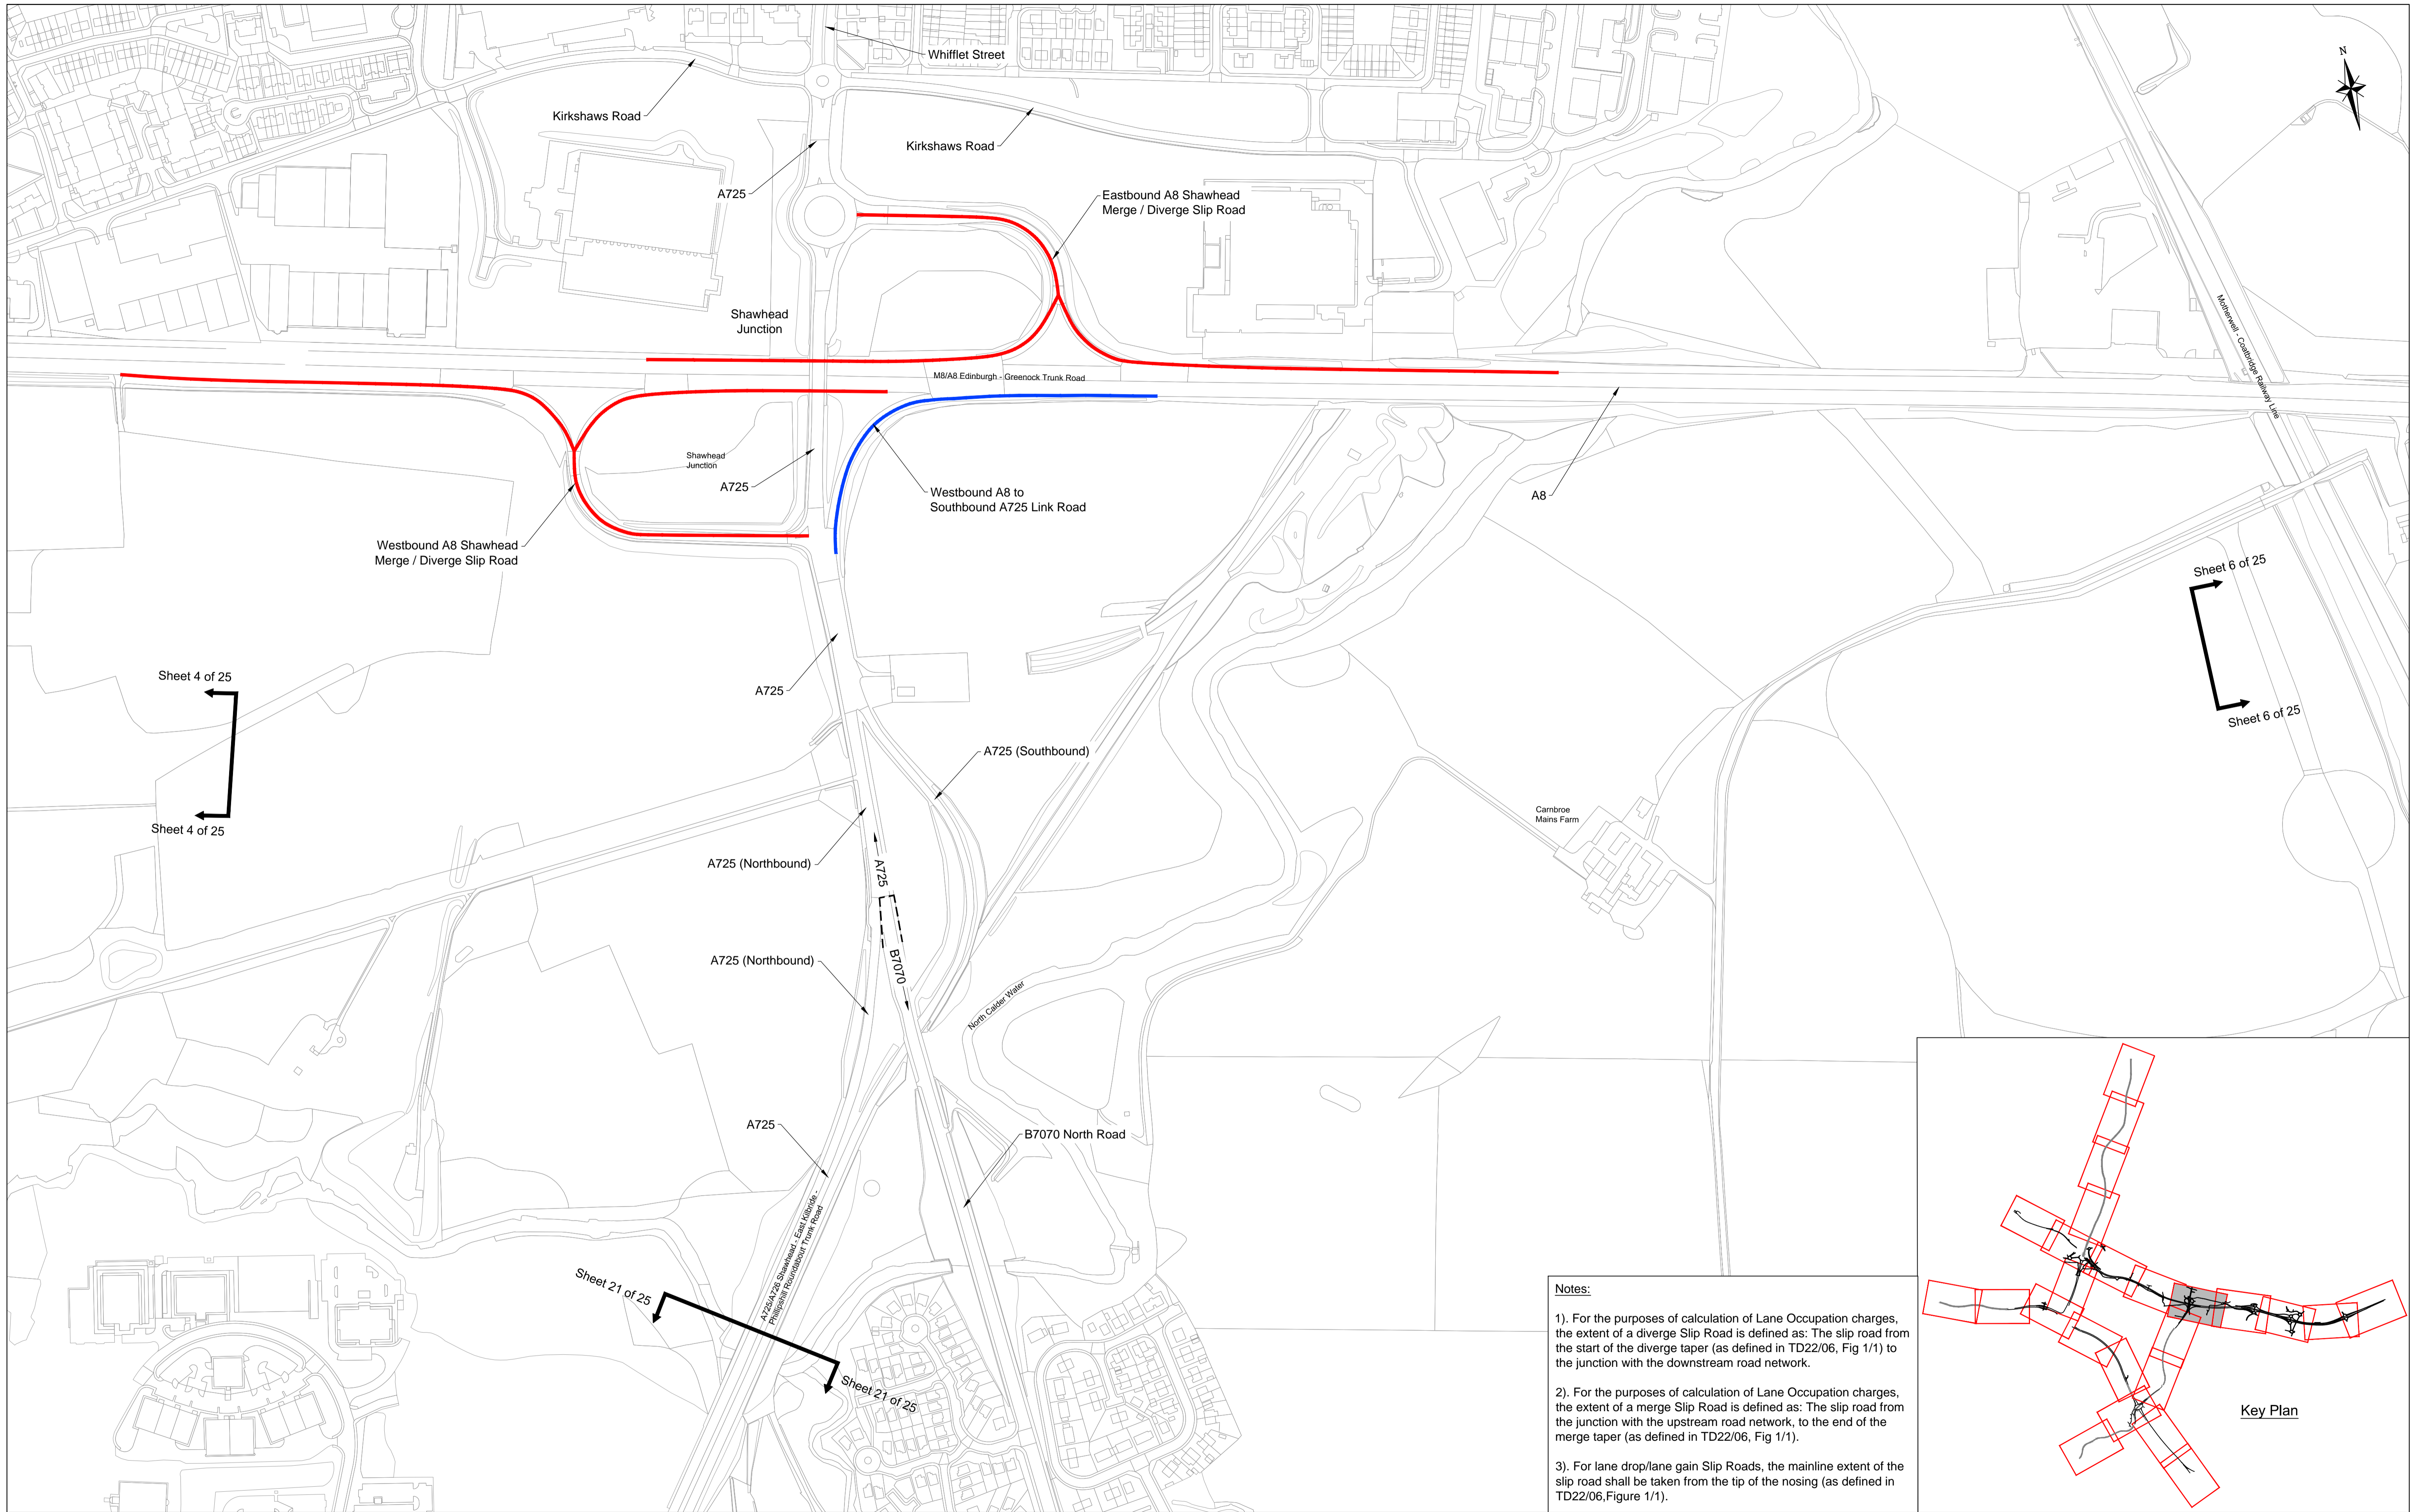 Whifflet Street
N
Kirkshaws Road
Kirkshaws Road
A725
Eastbound A8 Shawhead
Merge / Diverge Slip Road
Shawhead
Junction
Motherwell - Coatbridge Railway Line
M8/A8 Edinburgh - Greenock Trunk Road
Shawhead
Junction
A725
Westbound A8 to
Southbound A725 Link Road
A8
Westbound A8 Shawhead
Merge / Diverge Slip Road
Sheet 6 of 25
Sheet 4 of 25
A725
Sheet 6 of 25
A725 (Southbound)
Sheet 4 of 25
Carnbroe
Mains Farm
A725 (Northbound)
A725
A725 (Northbound)
B7070
North Calder Water
A725
B7070 North Road
A725/A726 Shawhead - East Kilbride -
Phillipshill Roundabout Trunk Road
Sheet 21 of 25
Sheet 21 of 25
Notes:
1). For the purposes of calculation of Lane Occupation charges,
the extent of a diverge Slip Road is defined as: The slip road from
the start of the diverge taper (as defined in TD22/06, Fig 1/1) to
the junction with the downstream road network.
2). For the purposes of calculation of Lane Occupation charges,
the extent of a merge Slip Road is defined as: The slip road from
the junction with the upstream road network, to the end of the
merge taper (as defined in TD22/06, Fig 1/1).
3). For lane drop/lane gain Slip Roads, the mainline extent of the
slip road shall be taken from the tip of the nosing (as defined in
TD22/06,Figure 1/1).
Key Plan